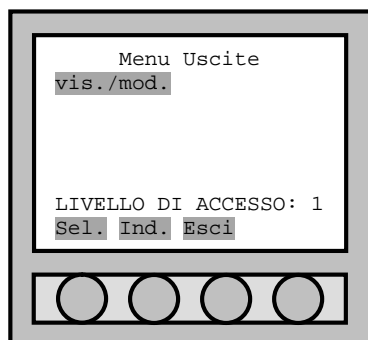 Menu Uscite
vis./mod.
LIVELLO DI ACCESSO: 1
Sel. Ind. Esci